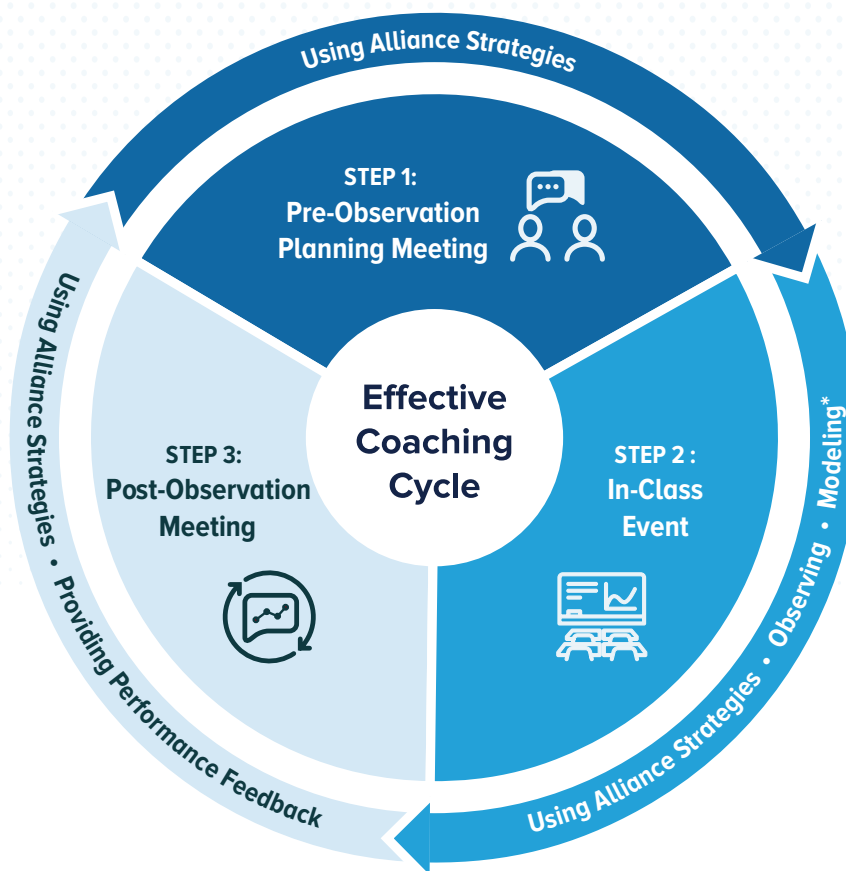 Using Alliance Strategies
STEP 1:
Pre-Observation
Planning Meeting
Effective
Coaching
Cycle
STEP 2 :
In-Class
Event
Using Alliance Strategies • Observing • Modeling*
STEP 3:
Post-Observation
Meeting
Using Alliance Strategies • Providing Performance Feedback